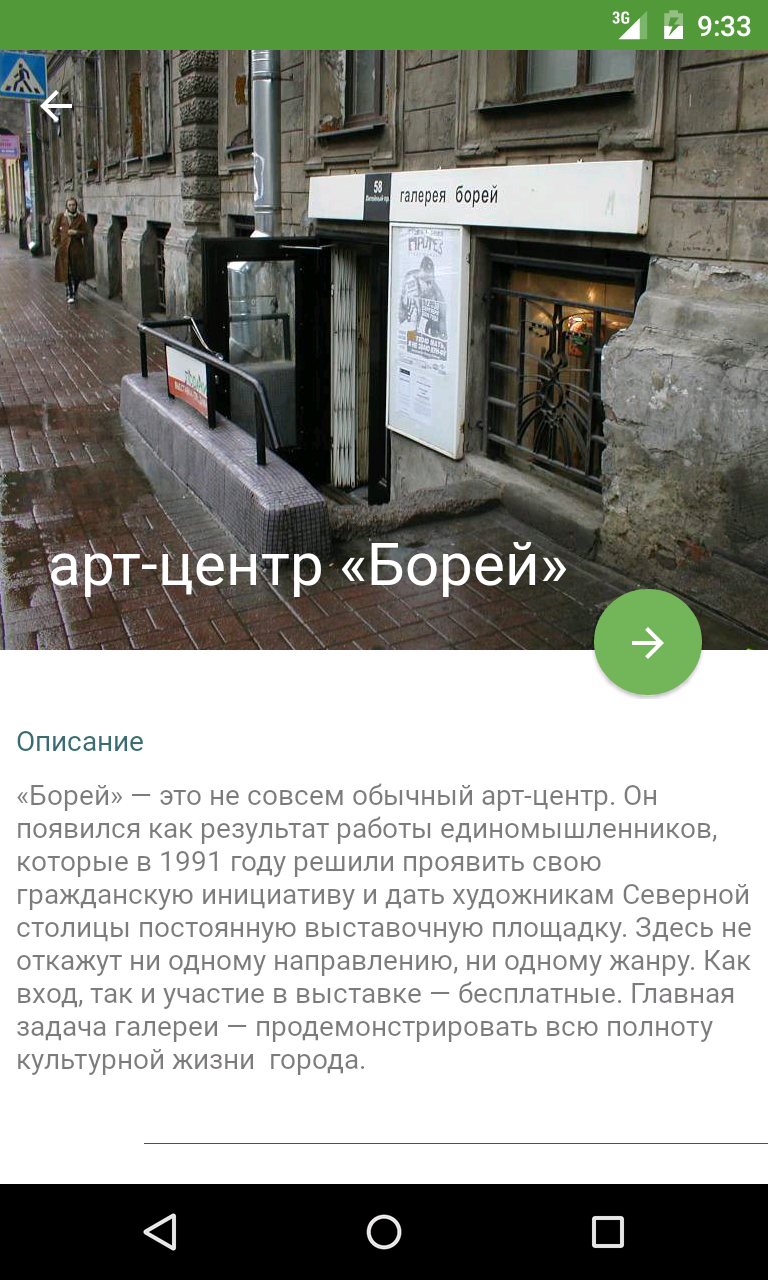 3G 9:33
58
Литейный пр.
галерея борей
арт-центр «Борей»
Описание
«Борей» — это не совсем обычный арт-центр. Он
появился как результат работы единомышленников,
которые в 1991 году решили проявить свою
гражданскую инициативу и дать художникам Северной
столицы постоянную выставочную площадку. Здесь не
откажут ни одному направлению, ни одному жанру. Как
вход, так и участие в выставке — бесплатные. Главная
задача галереи — продемонстрировать всю полноту
культурной жизни  города.